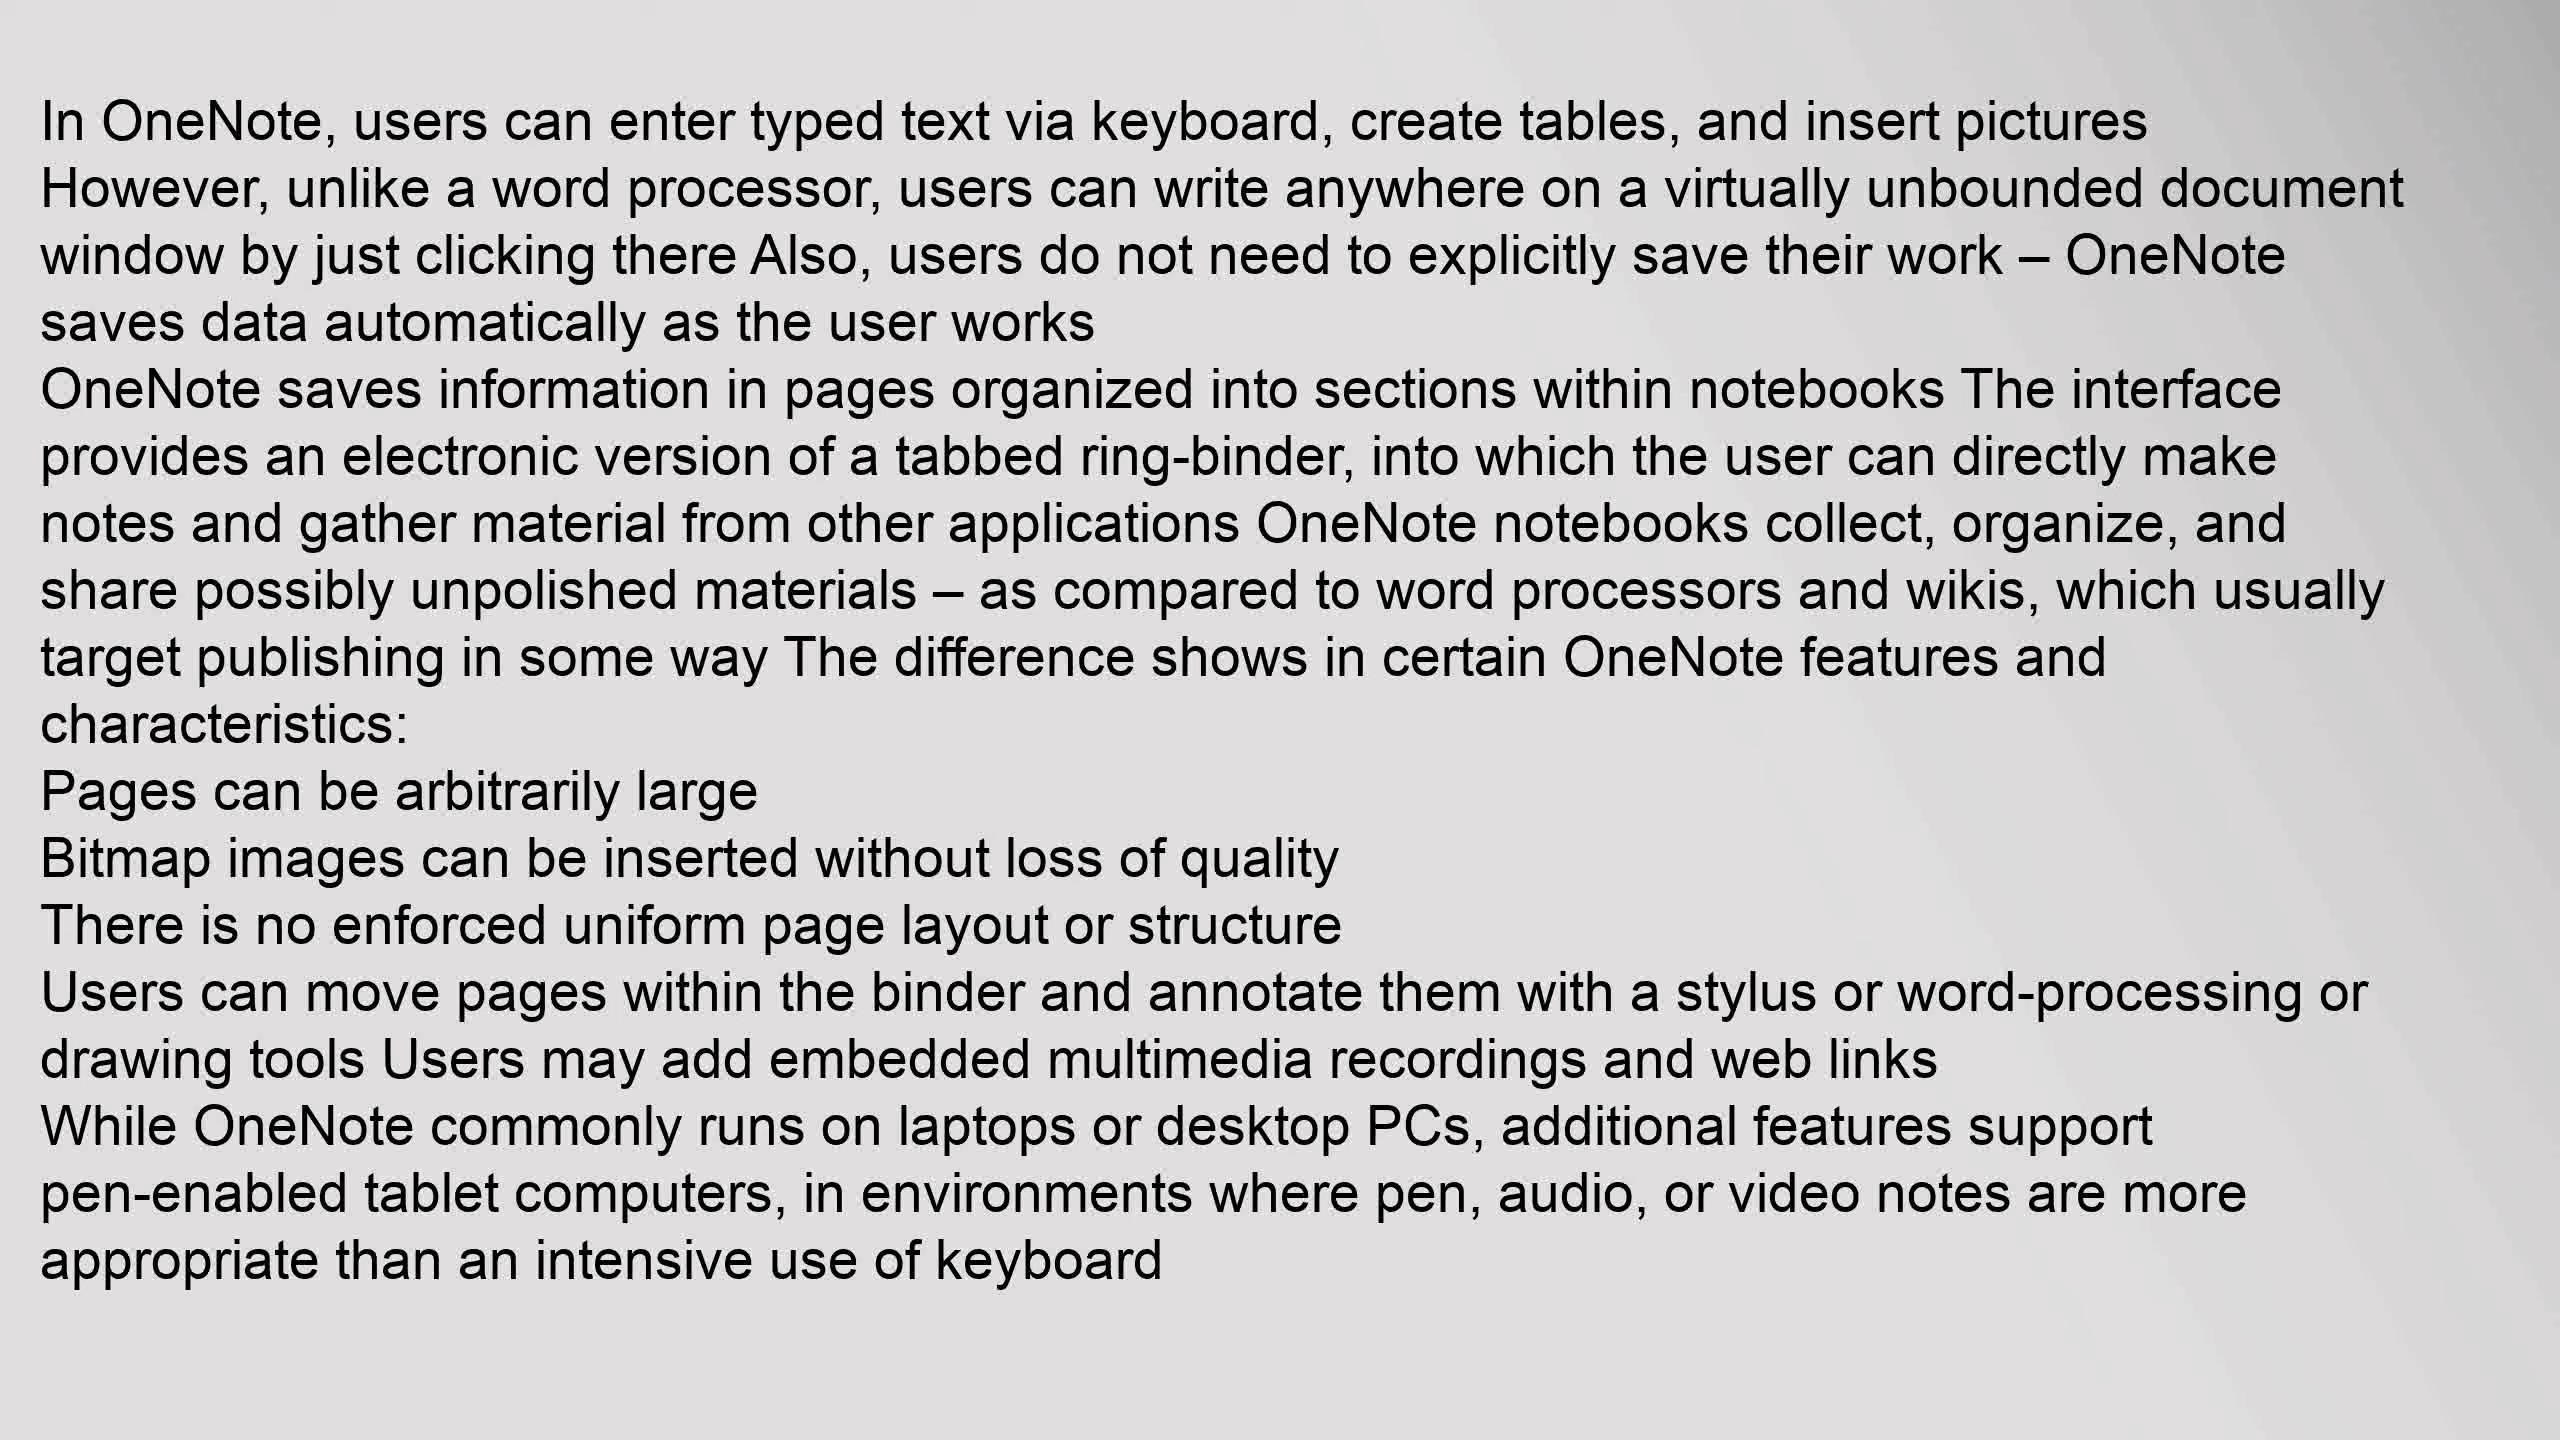 In OneNote, users can enter typed text via keyboard, create tables, and insert pictures
However, unlike a word processor, users can write anywhere on a virtually unbounded document
window by just clicking there Also, users do not need to explicitly save their work – OneNote
saves data automatically as the user works
OneNote saves information in pages organized into sections within notebooks The interface
provides an electronic version of a tabbed ring-binder, into which the user can directly make
notes and gather material from other applications OneNote notebooks collect, organize, and
share possibly unpolished materials – as compared to word processors and wikis, which usually
target publishing in some way The difference shows in certain OneNote features and
characteristics:
Pages can be arbitrarily large
Bitmap images can be inserted without loss of quality
There is no enforced uniform page layout or structure
Users can move pages within the binder and annotate them with a stylus or word-processing or
drawing tools Users may add embedded multimedia recordings and web links
While OneNote commonly runs on laptops or desktop PCs, additional features support
pen-enabled tablet computers, in environments where pen, audio, or video notes are more
appropriate than an intensive use of keyboard